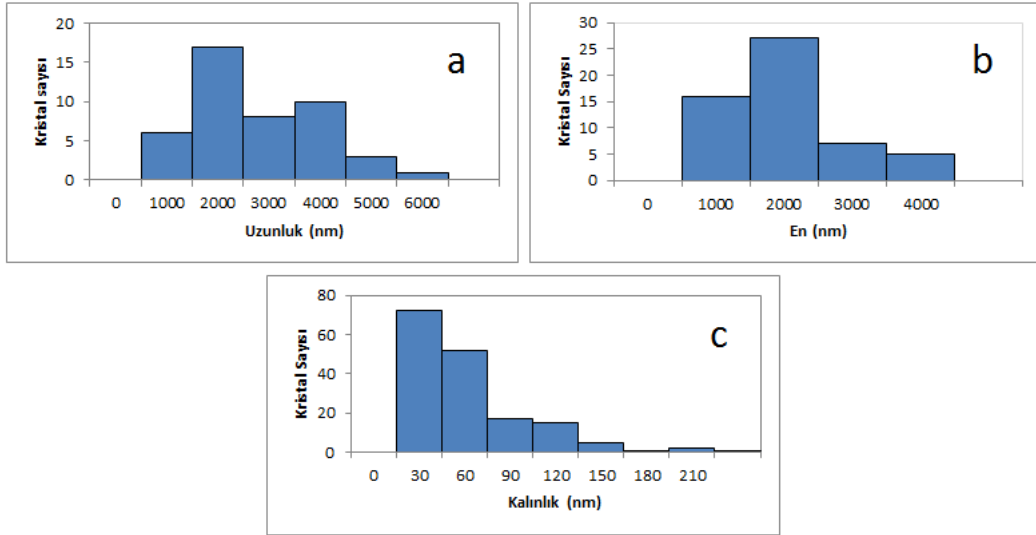 a
Kristal sayısı
20
15
10
5
0
0 1000 2000 3000 4000 5000 6000
Uzunluk (nm)
b
Kristal Sayısı
30
25
20
15
10
5
0
0 1000 2000 3000 4000
En (nm)
c
Kristal Sayısı
80
60
40
20
0
0 30 60 90 120 150 180 210
Kalınlık (nm)